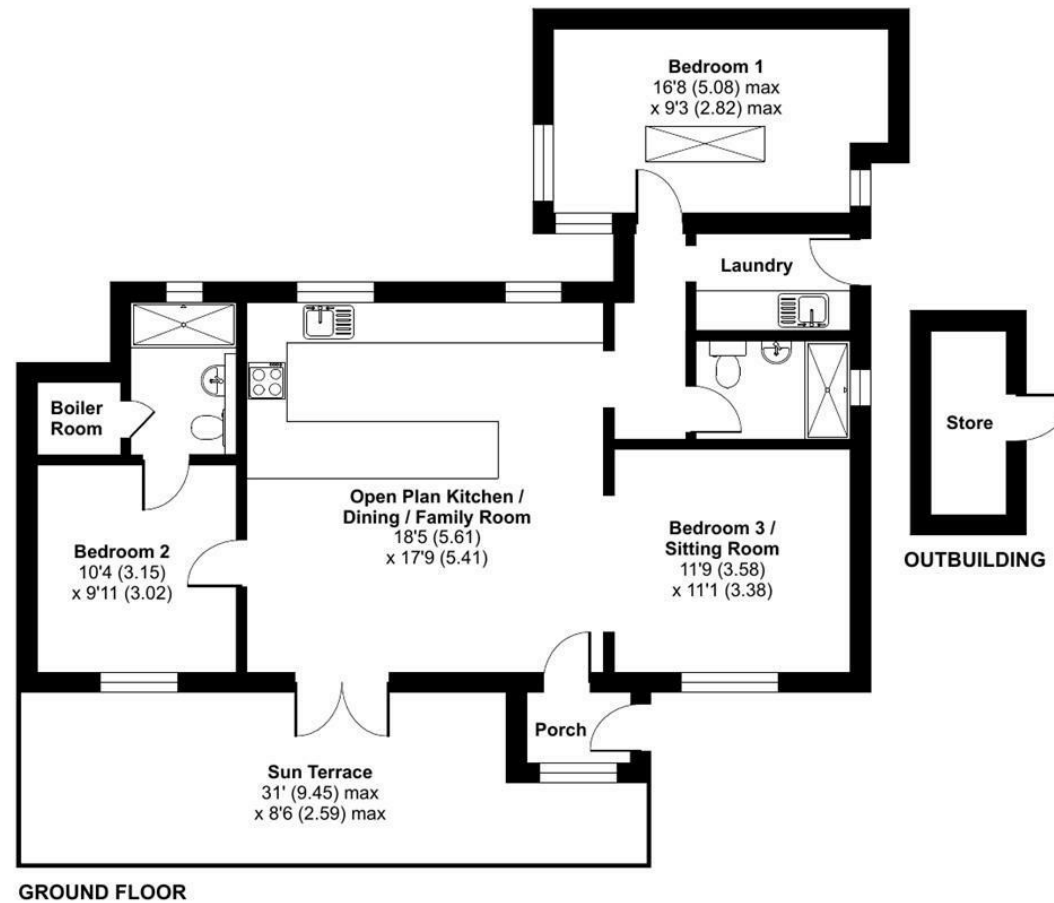 Bedroom 1
16'8 (5.08) max
x 9'3 (2.82) max
Laundry
Boiler
Room
Store
Open Plan Kitchen /
Dining / Family Room
18'5 (5.61)
x 17'9 (5.41)
Bedroom 3 /
Sitting Room
11'9 (3.58)
x 11'1 (3.38)
Bedroom 2
10'4 (3.15)
x 9'11 (3.02)
OUTBUILDING
Porch
Sun Terrace
31' (9.45) max
x 8'6 (2.59) max
GROUND FLOOR